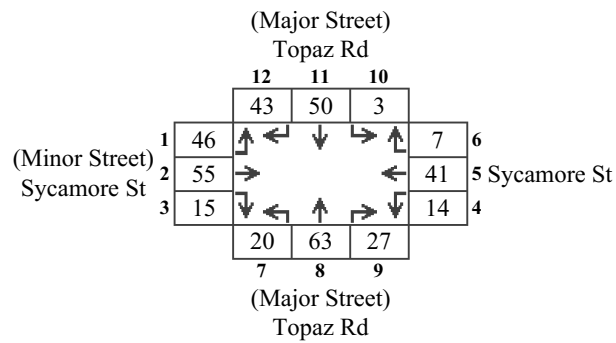 (Major Street)
Topaz Rd
12 11 10
43 50 3
1 46 7 6
(Minor Street)
Sycamore St
2 55 41 5 Sycamore St
3 15 14 4
20 63 27
7 8 9
(Major Street)
Topaz Rd